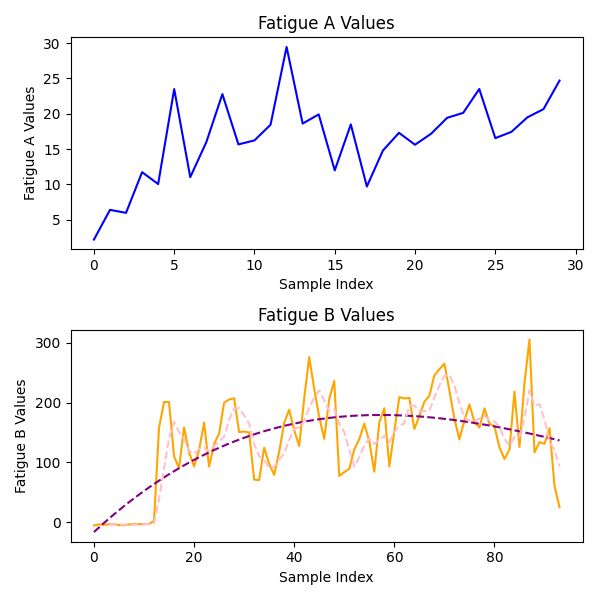 Fatigue A Values
30
25
20
15
10
5
Fatigue A Values
0 5 10 15 20 25 30
Sample Index
Fatigue B Values
300
200
100
0
Fatigue B Values
0 20 40 60 80
Sample Index